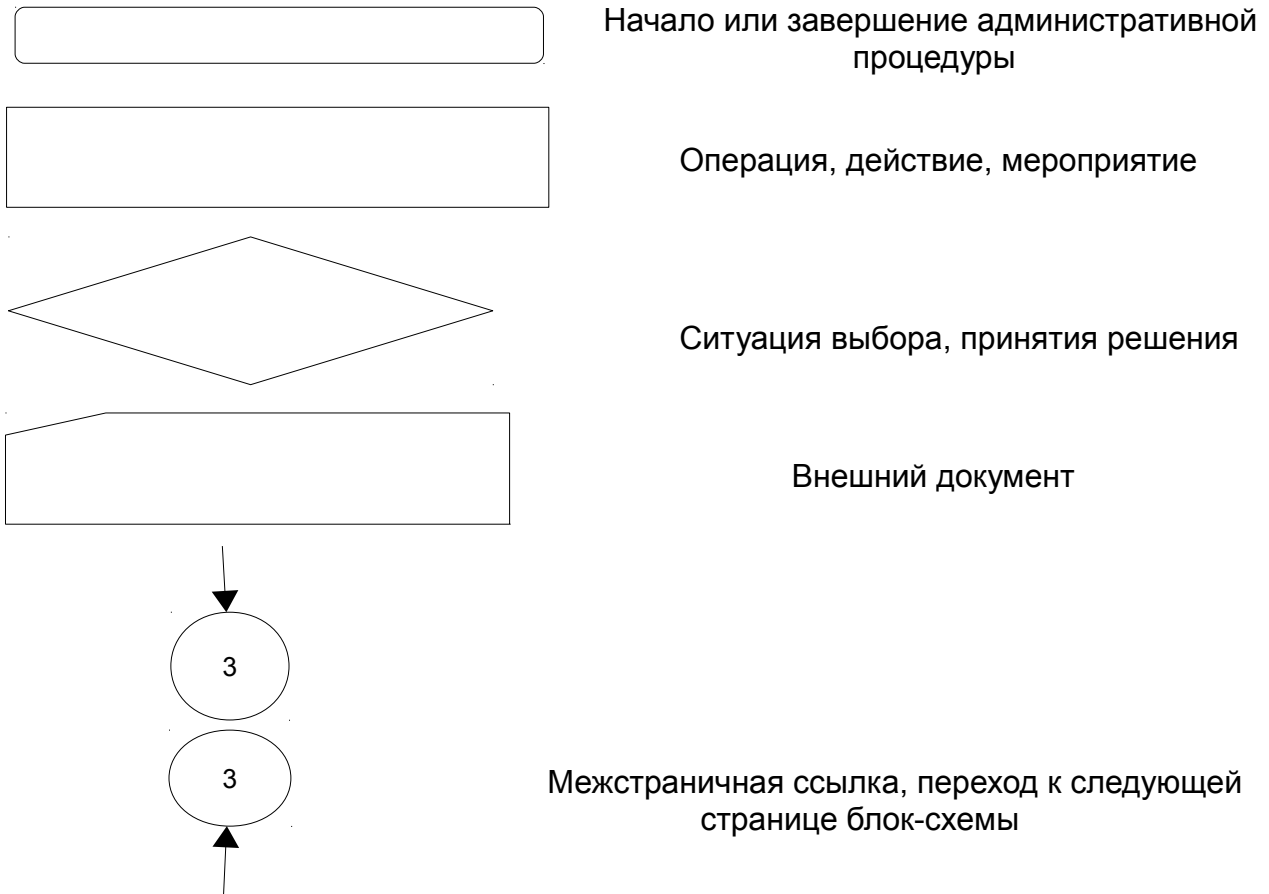 Начало или завершение административной
процедуры
Операция, действие, мероприятие
Ситуация выбора, принятия решения
Внешний документ
3
3
Межстраничная ссылка, переход к следующей
странице блок-схемы